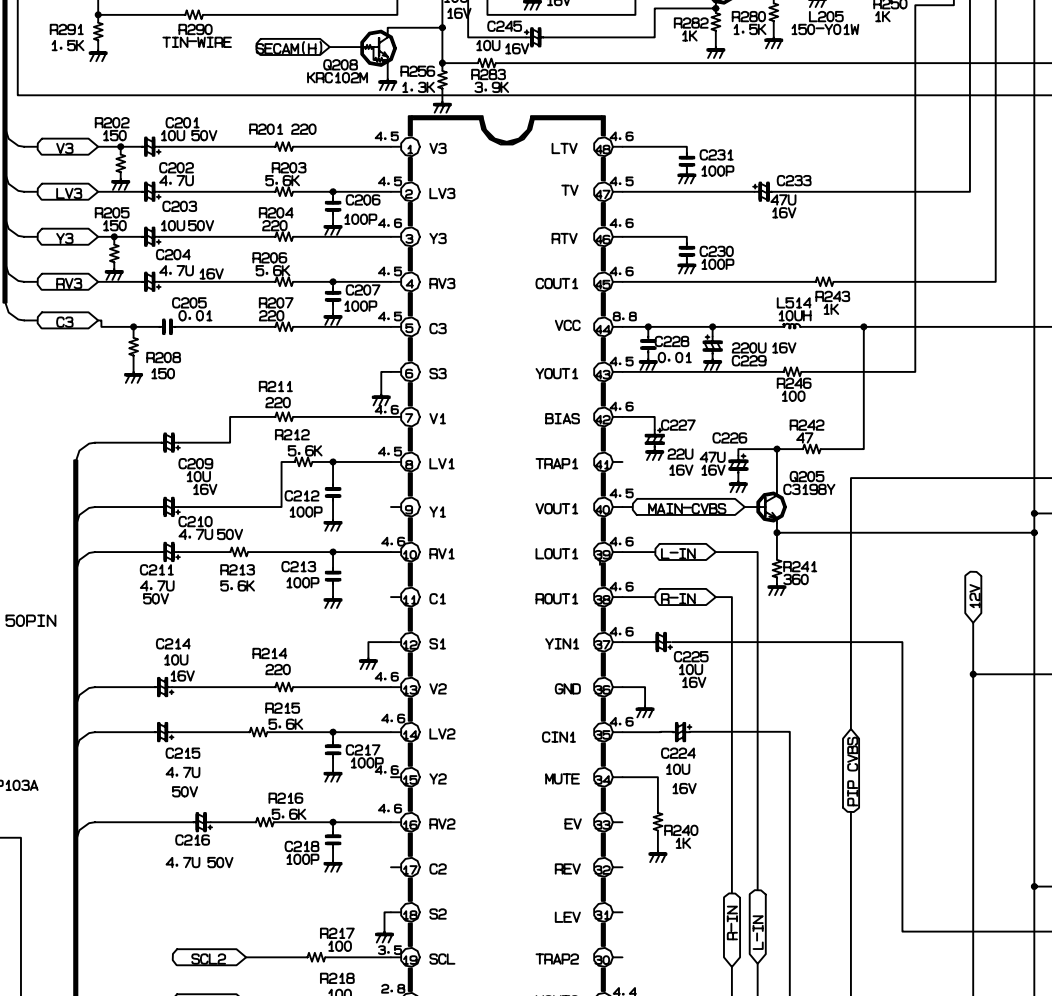 10U
16V
16V
R291
1.5K
R290
TIN-WIRE
SECAM(H)
Q208
KRC102M
C245
10U 16V
R256
1.3K
R283
3.9K
R282
1K
R280
1.5K
L205
150-Y01W
R250
1K
R202
150
C201
10U 50V
R201 220
4.5
V3
1
V3
C202
4.7U
R203
5.6K
4.5
LV3
2
LV3
C206
100P
R205
150
C203
10U50V
R204
220
4.6
Y3
3
Y3
C204
4.7U 16V
R206
5.6K
4.5
RV3
4
RV3
C207
100P
C205
0.01
R207
220
4.5
C3
5
C3
R208
150
6
S3
R211
220
4.6
7
V1
C209
10U
16V
R212
5.6K
4.5
8
LV1
C212
100P
C210
4.7U50V
9
Y1
4.6
10
RV1
C211
4.7U
50V
R213
5.6K
C213
100P
11
C1
50PIN
12
S1
C214
10U
16V
R214
220
4.6
13
V2
R215
5.6K
4.6
14
LV2
C215
4.7U
50V
C217
100P
4.6
15
Y2
P103A
R216
5.6K
4.6
16
RV2
C216
4.7U 50V
C218
100P
17
C2
18
S2
R217
100
3.5
SCL2
19
SCL
R218
100
2.8
LTV
48
4.6
C231
100P
TV
47
4.5
C233
47U
16V
RTV
46
4.6
C230
100P
COUT1
45
4.6
R243
1K
L514
10UH
VCC
44
8.8
C228
0.01
220U 16V
C229
YOUT1
43
4.5
R246
100
BIAS
42
4.6
C227
22U
16V
C226
47U
16V
R242
47
TRAP1
41
Q205
C3198Y
VOUT1
40
4.5
MAIN-CVBS
LOUT1
39
4.6
L-IN
R241
360
ROUT1
38
4.6
R-IN
12V
YIN1
37
4.6
C225
10U
16V
GND
36
CIN1
35
4.6
C224
10U
16V
PIP CVBS
MUTE
34
R240
1K
EV
33
REV
32
LEV
31
R-IN
L-IN
TRAP2
30
4.4